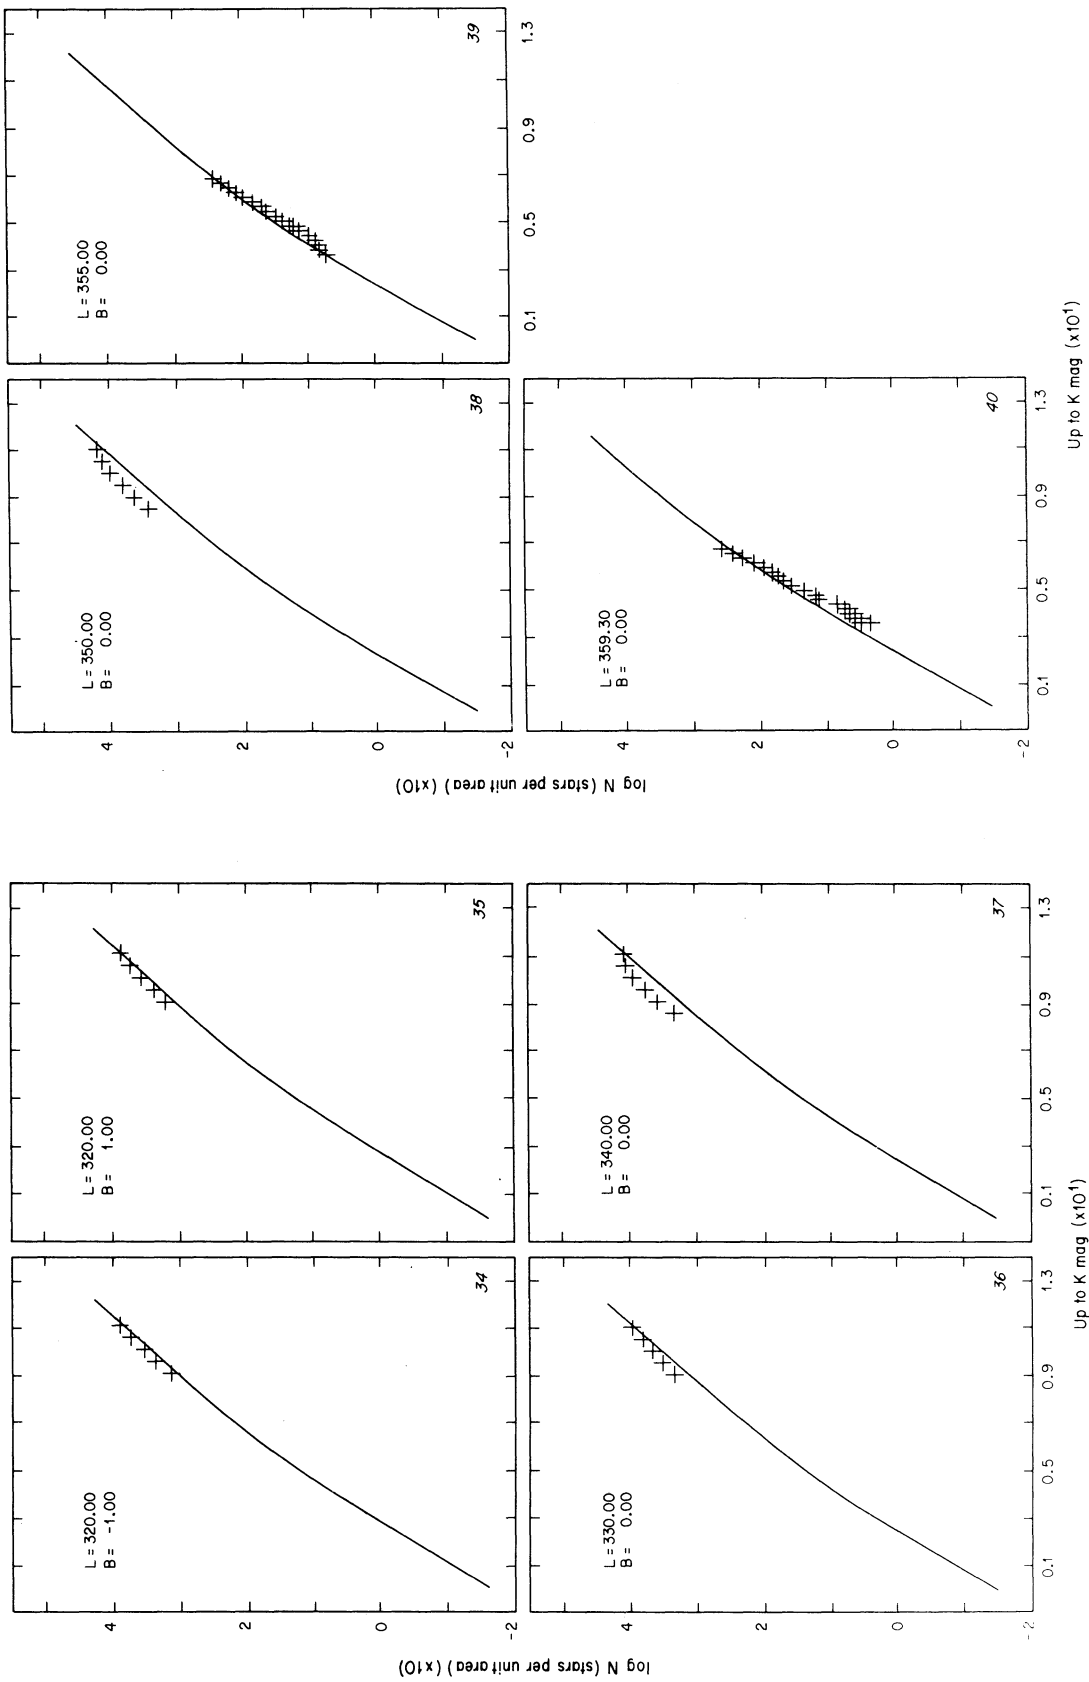 L = 320.00
B = -1.00
34
L = 320.00
B = 1.00
35
4
2
0
-2
L = 330.00
B = 0.00
36
L = 340.00
B = 0.00
37
4
2
0
-2
0.1
0.5
0.9
1.3
0.1
0.5
0.9
1.3
log N (stars per unit area) (x10)
Up to K mag (x10¹)
L = 350.00
B = 0.00
38
L = 355.00
B = 0.00
39
4
2
0
-2
0.1
0.5
0.9
1.3
L = 359.30
B = 0.00
40
4
2
0
-2
0.1
0.5
0.9
1.3
log N (stars per unit area) (x10)
Up to K mag (x10¹)